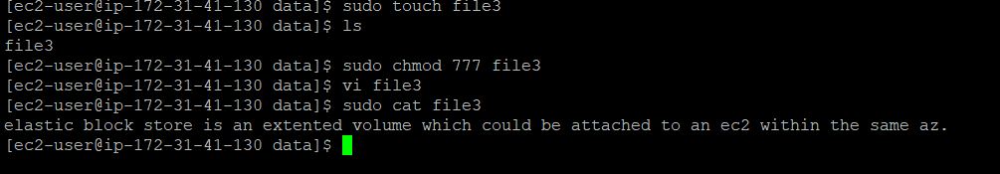 [ec2-user@ip-172-31-41-130 data]$ sudo touch file3
[ec2-user@ip-172-31-41-130 data]$ ls
file3
[ec2-user@ip-172-31-41-130 data]$ sudo chmod 777 file3
[ec2-user@ip-172-31-41-130 data]$ vi file3
[ec2-user@ip-172-31-41-130 data]$ sudo cat file3
elastic block store is an extented volume which could be attached to an ec2 within the same az.
[ec2-user@ip-172-31-41-130 data]$